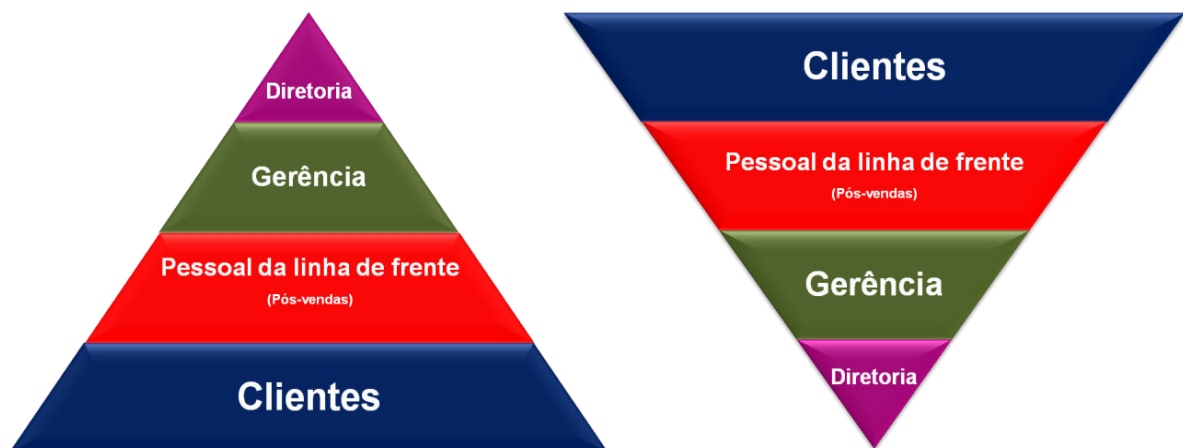 Diretoria
Gerência
Pessoal da linha de frente
(Pós-vendas)
Clientes
Clientes
Pessoal da linha de frente
(Pós-vendas)
Gerência
Diretoria